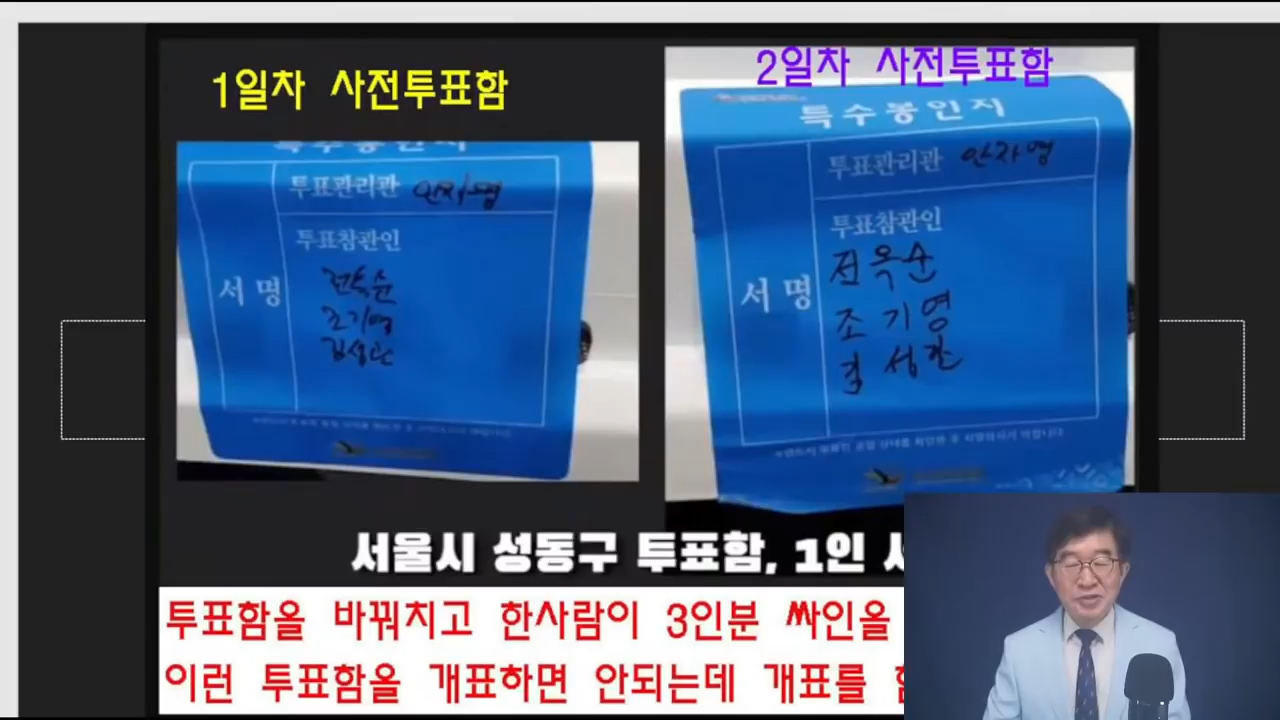 1일차 사전투표함
2일차 사전투표함
특수봉인지
투표관리관
투표참관인
서명
조기영
특수봉인지
투표관리관 안자영
투표참관인
서명
전옥순
조기영
서울시 성동구 투표함, 1인
투표함을 바꿔치고 한사람이 3인분 싸인을
이런 투표함을 개표하면 안되는데 개표를